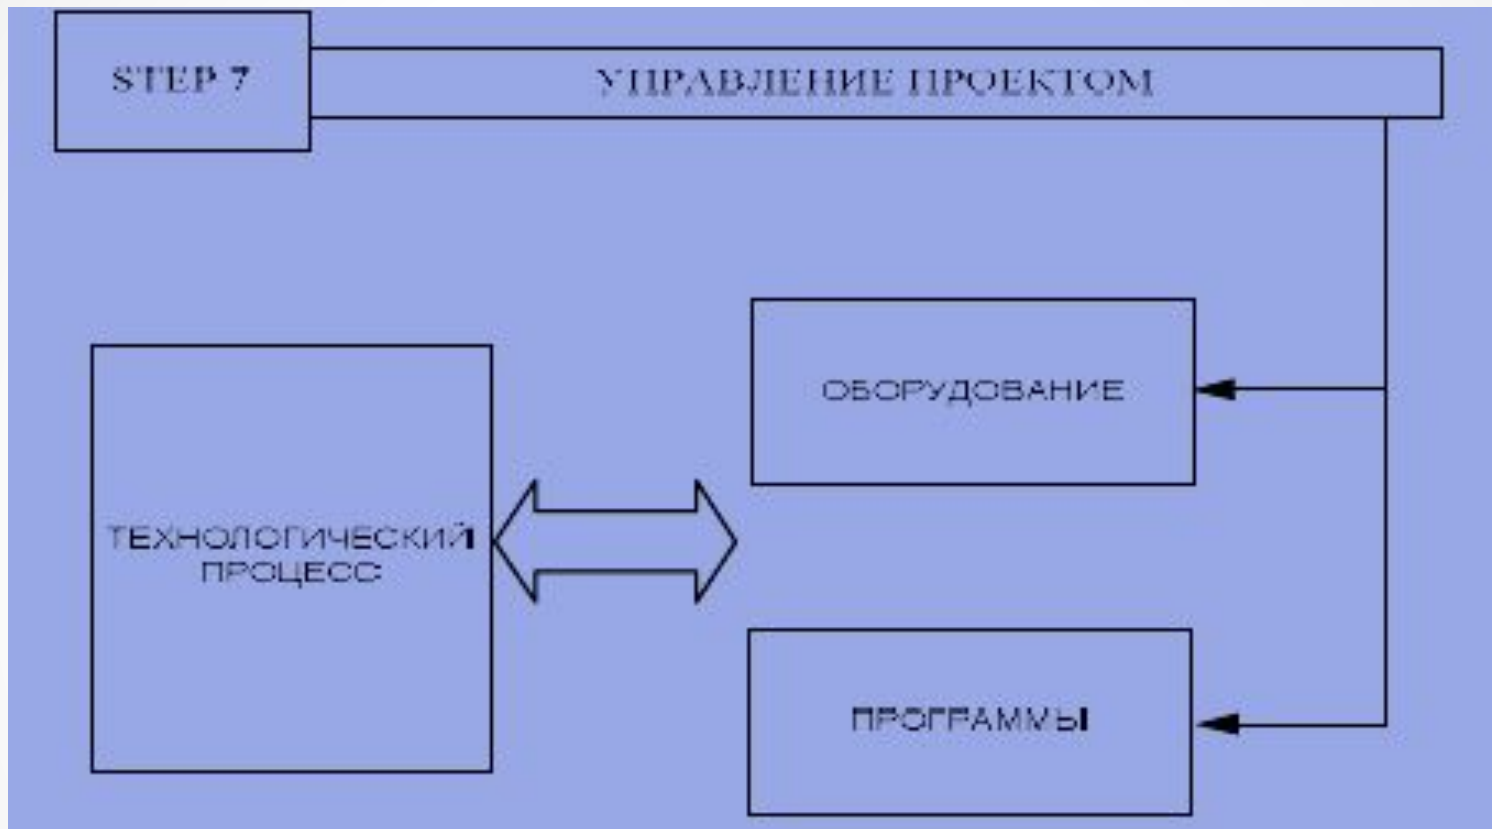 STEP 7
УПРАВЛЕНИЕ ПРОЕКТОМ
ОБОРУДОВАНИЕ
ТЕХНОЛОГИЧЕСКИЙ
ПРОЦЕСС
ПРОГРАММЫ